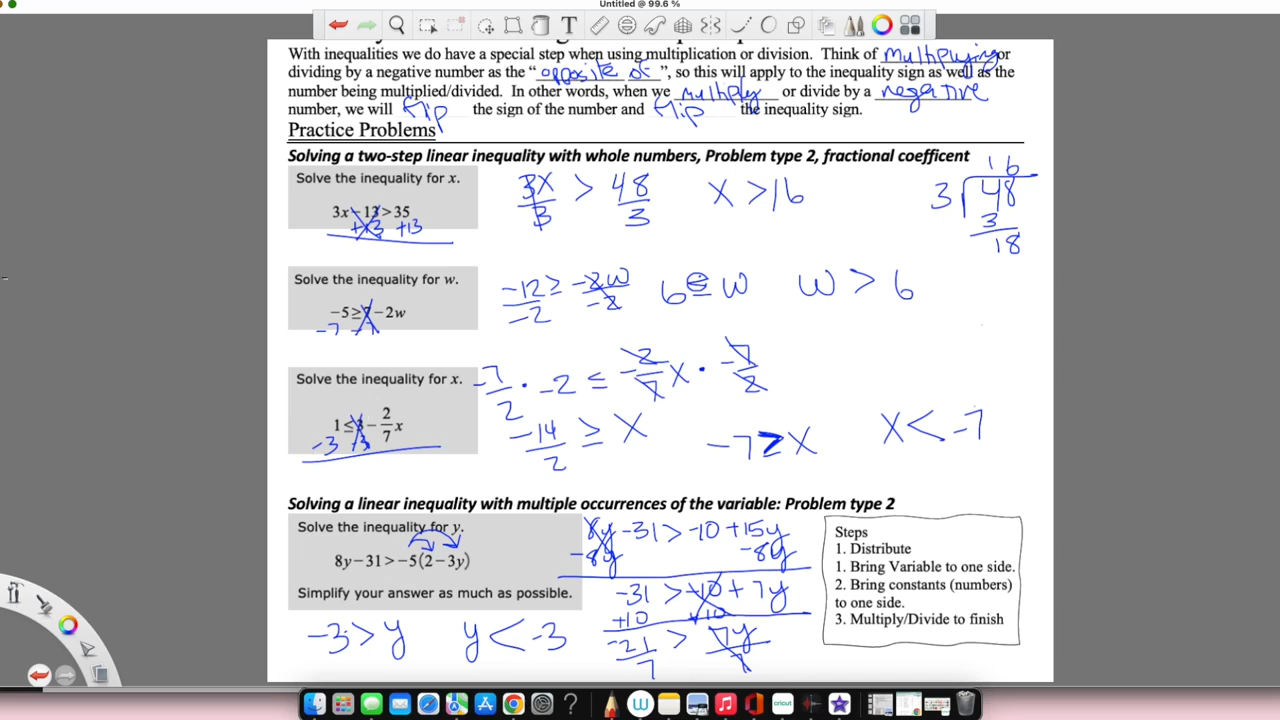 Untitled @ 99.6 %
With inequalities we do have a special step when using multiplication or division. Think of multiplying or
dividing by a negative number as the "opposite of", so this will apply to the inequality sign as well as the
number being multiplied/divided. In other words, when we multiply or divide by a negative
number, we will flip the sign of the number and flip the inequality sign.
Practice Problems
Solving a two-step linear inequality with whole numbers, Problem type 2, fractional coefficent
Solve the inequality for x.
3x - 13 > 35
+13 +13
3x/3 > 48/3
x > 16
16
3 48
3
18
Solve the inequality for w.
-5 ≥ 7 - 2w
-7 -7
-12/-2 ≥ -2w/-2
6 ≤ w
w > 6
Solve the inequality for x.
1 ≤ 3 - 2/7 x
-3 -3
-7/2 · -2 ≤ -2/7 x · -7/2
-14/2 ≥ x
-7 ≥ x
x < -7
Solving a linear inequality with multiple occurrences of the variable: Problem type 2
Solve the inequality for y.
8y - 31 > -5(2 - 3y)
Simplify your answer as much as possible.
8y - 31 > -10 + 15y
-8y -8y
-31 > -10 + 7y
+10 +10
-21/7 > 7y/7
-3 > y
y < -3
Steps
1. Distribute
1. Bring Variable to one side.
2. Bring constants (numbers)
to one side.
3. Multiply/Divide to finish